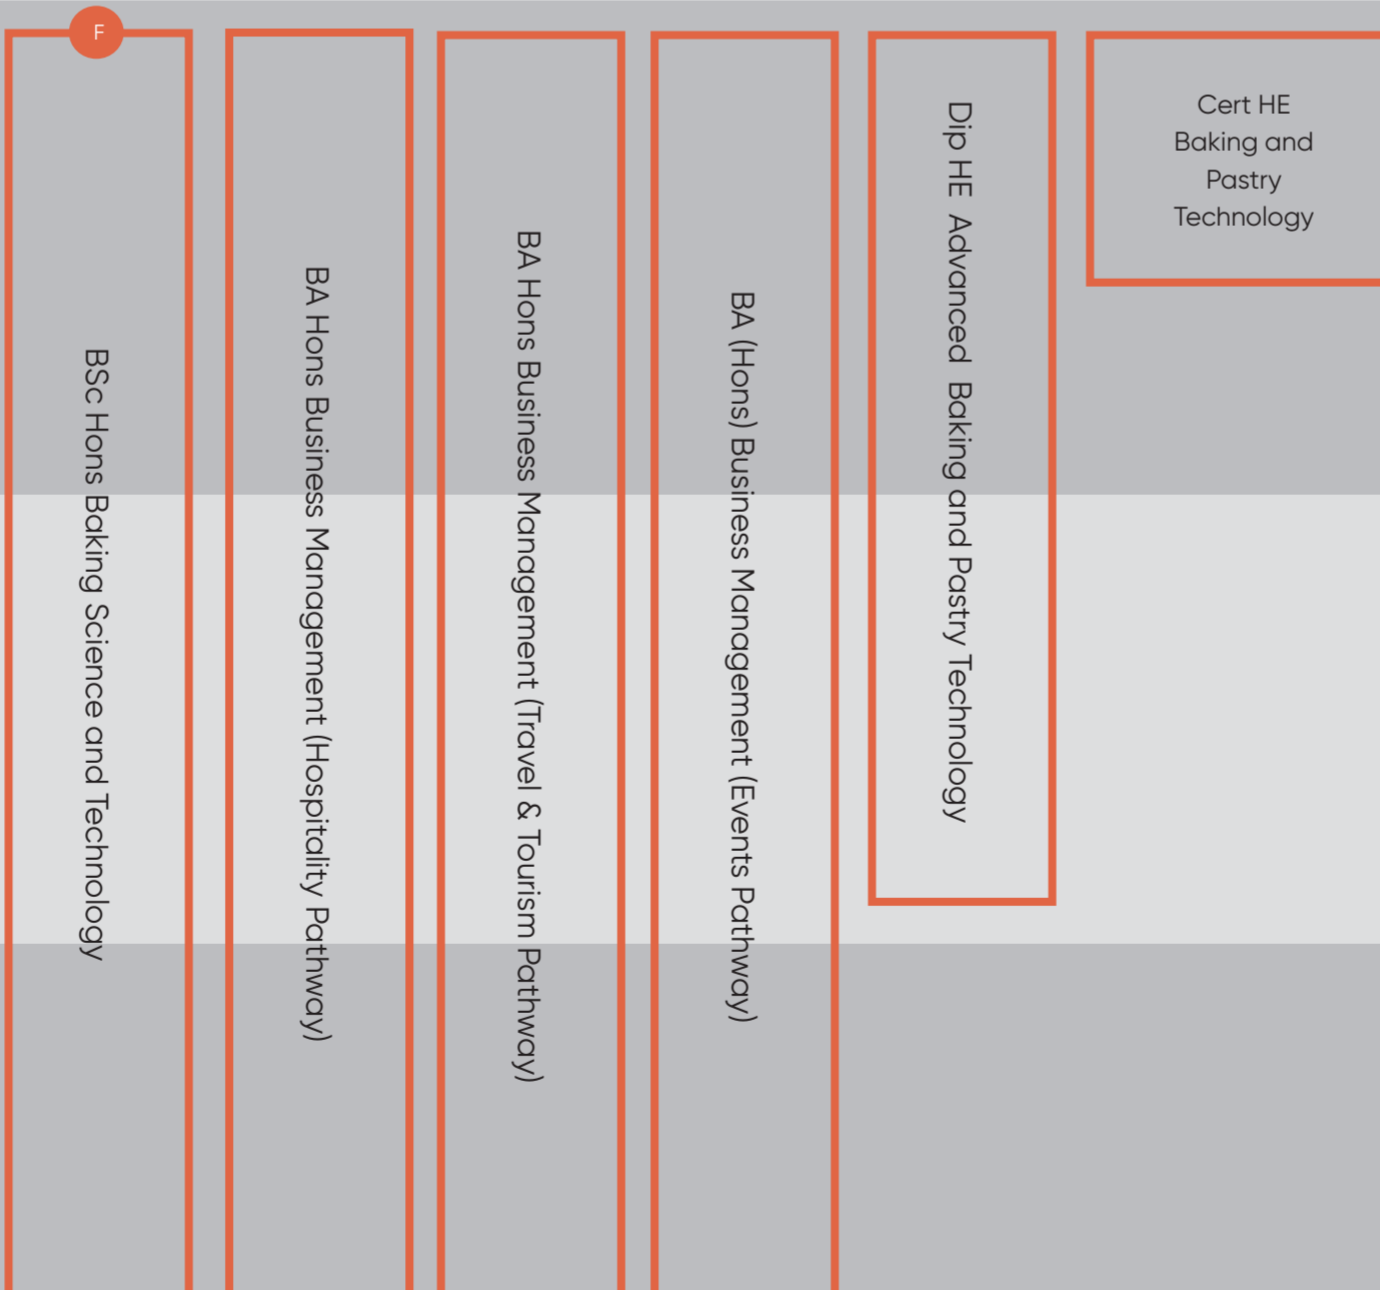 F
BSc Hons Baking Science and Technology
BA Hons Business Management (Hospitality Pathway)
BA Hons Business Management (Travel & Tourism Pathway)
BA (Hons) Business Management (Events Pathway)
Dip HE Advanced Baking and Pastry Technology
Cert HE
Baking and
Pastry
Technology